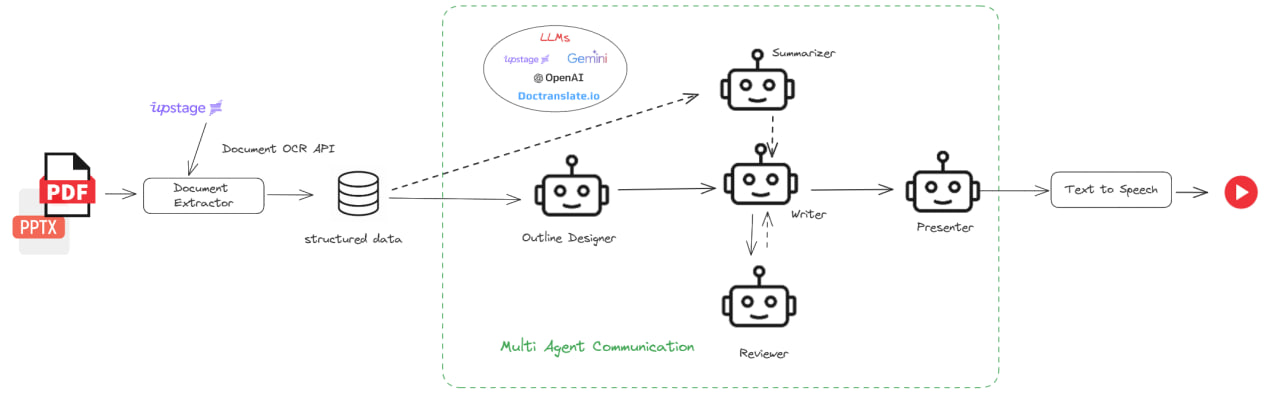 PDF
PPTX
upstage
Document OCR API
Document
Extractor
structured data
LLMs
upstage
Gemini
OpenAI
Doctranslate.io
Summarizer
Outline Designer
Writer
Reviewer
Presenter
Multi Agent Communication
Text to Speech